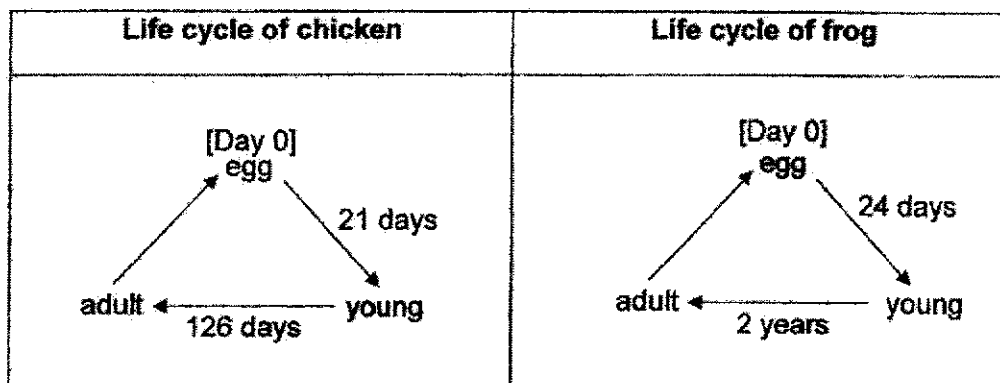 Life cycle of chicken
Life cycle of frog
[Day 0]
egg
21 days
adult
young
126 days
[Day 0]
egg
24 days
adult
young
2 years